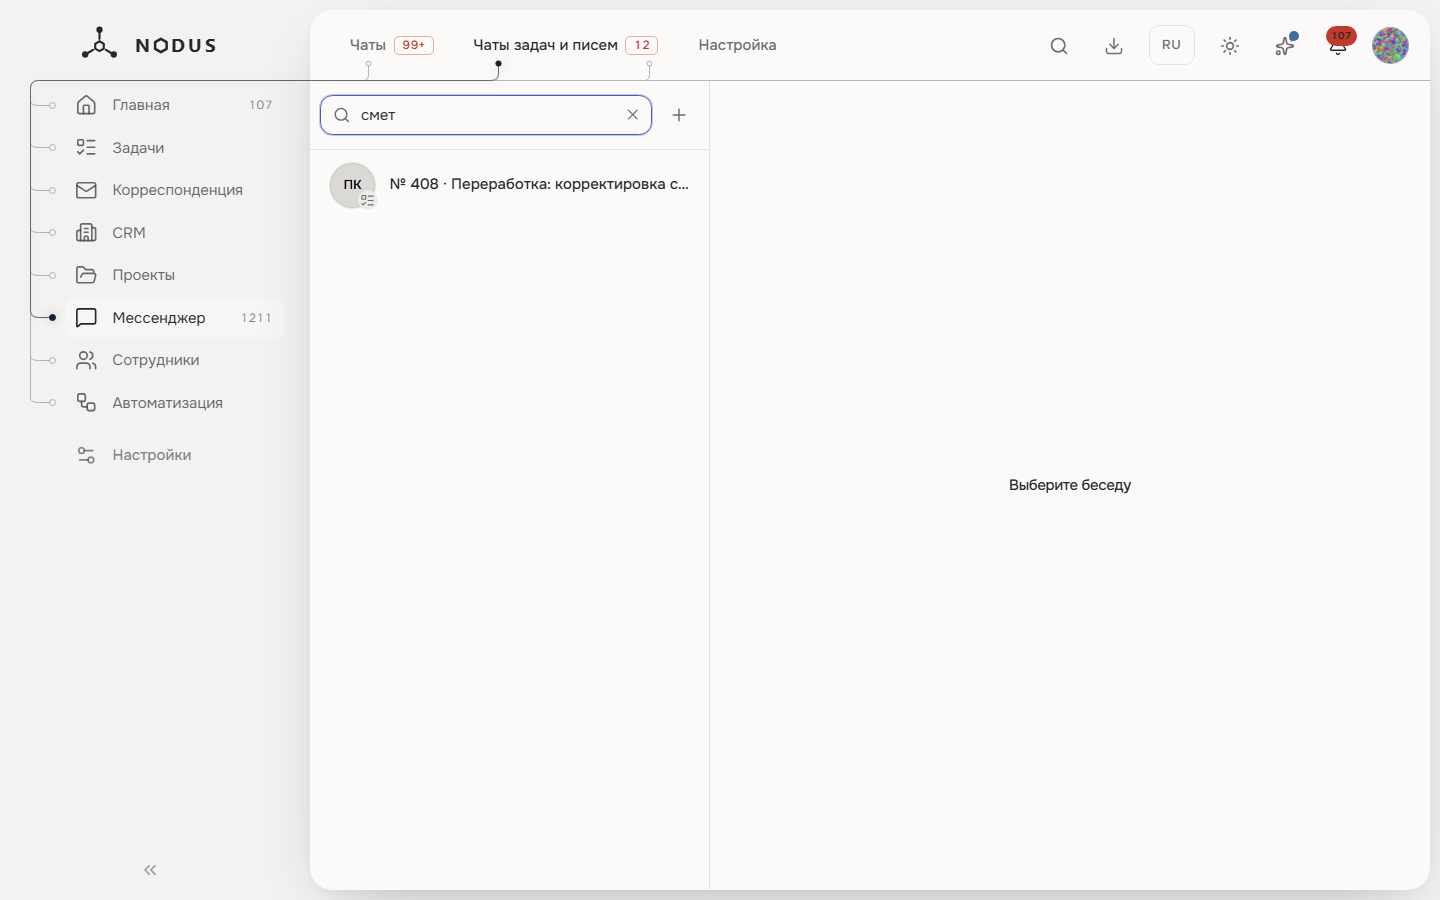 NODUS
Чаты 99+
Чаты задач и писем 12
Настройка
RU
107
Главная 107
Задачи
Корреспонденция
CRM
Проекты
Мессенджер 1211
Сотрудники
Автоматизация
Настройки
смет
ПК
№ 408 · Переработка: корректировка с...
Выберите беседу